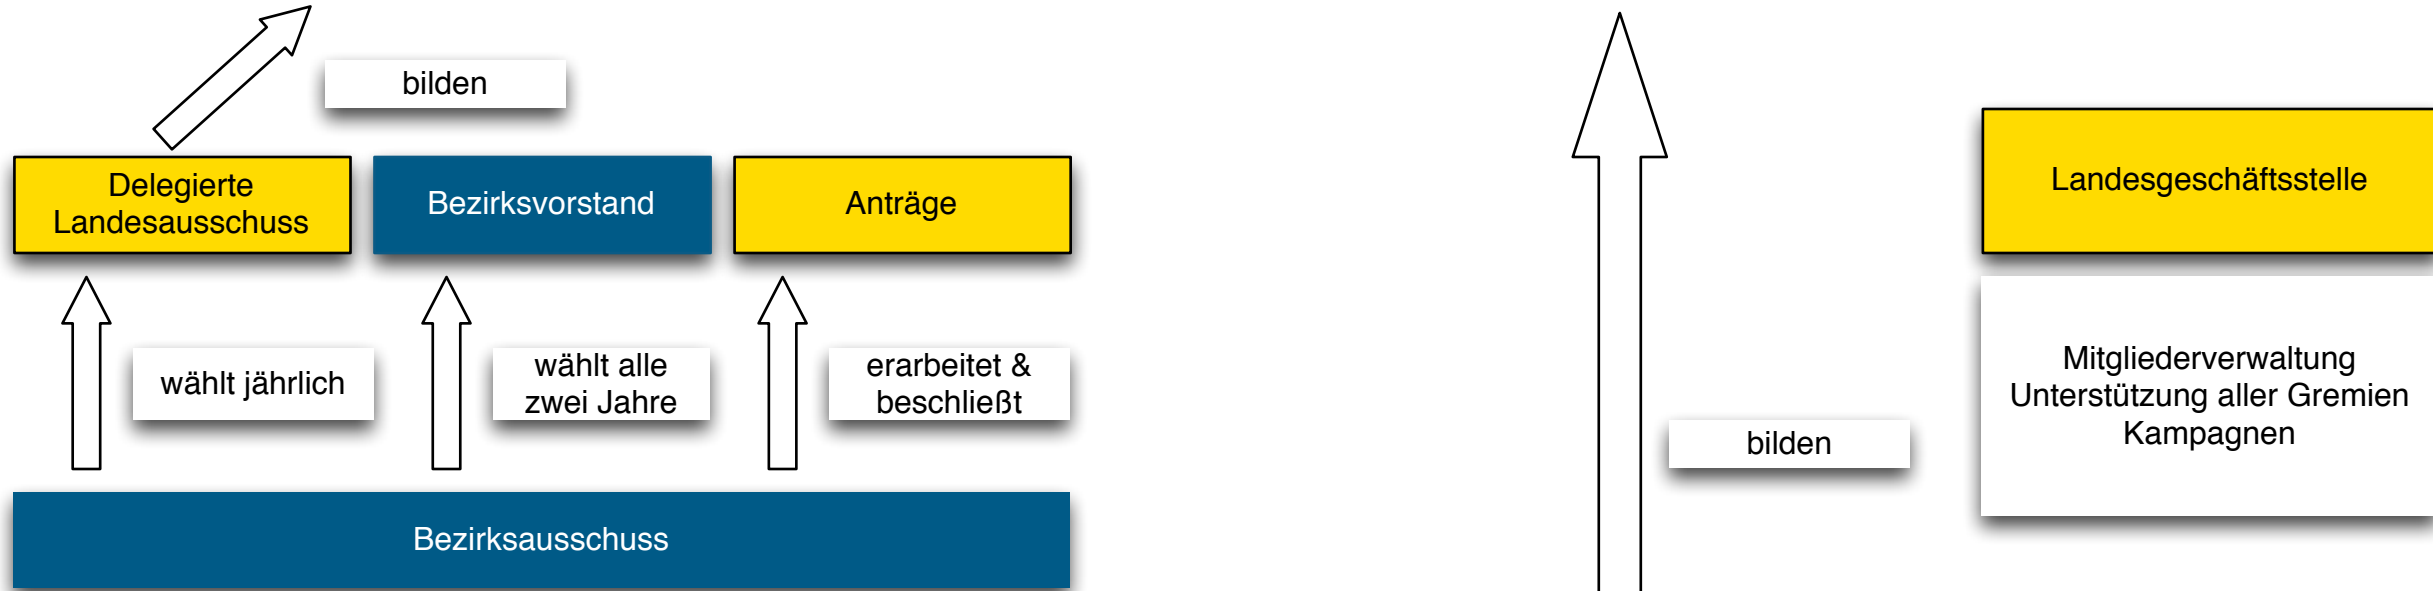 bilden
Delegierte
Landesausschuss
Bezirksvorstand
Anträge
wählt jährlich
wählt alle
zwei Jahre
erarbeitet &
beschließt
Bezirksausschuss
bilden
Landesgeschäftsstelle
Mitgliederverwaltung
Unterstützung aller Gremien
Kampagnen